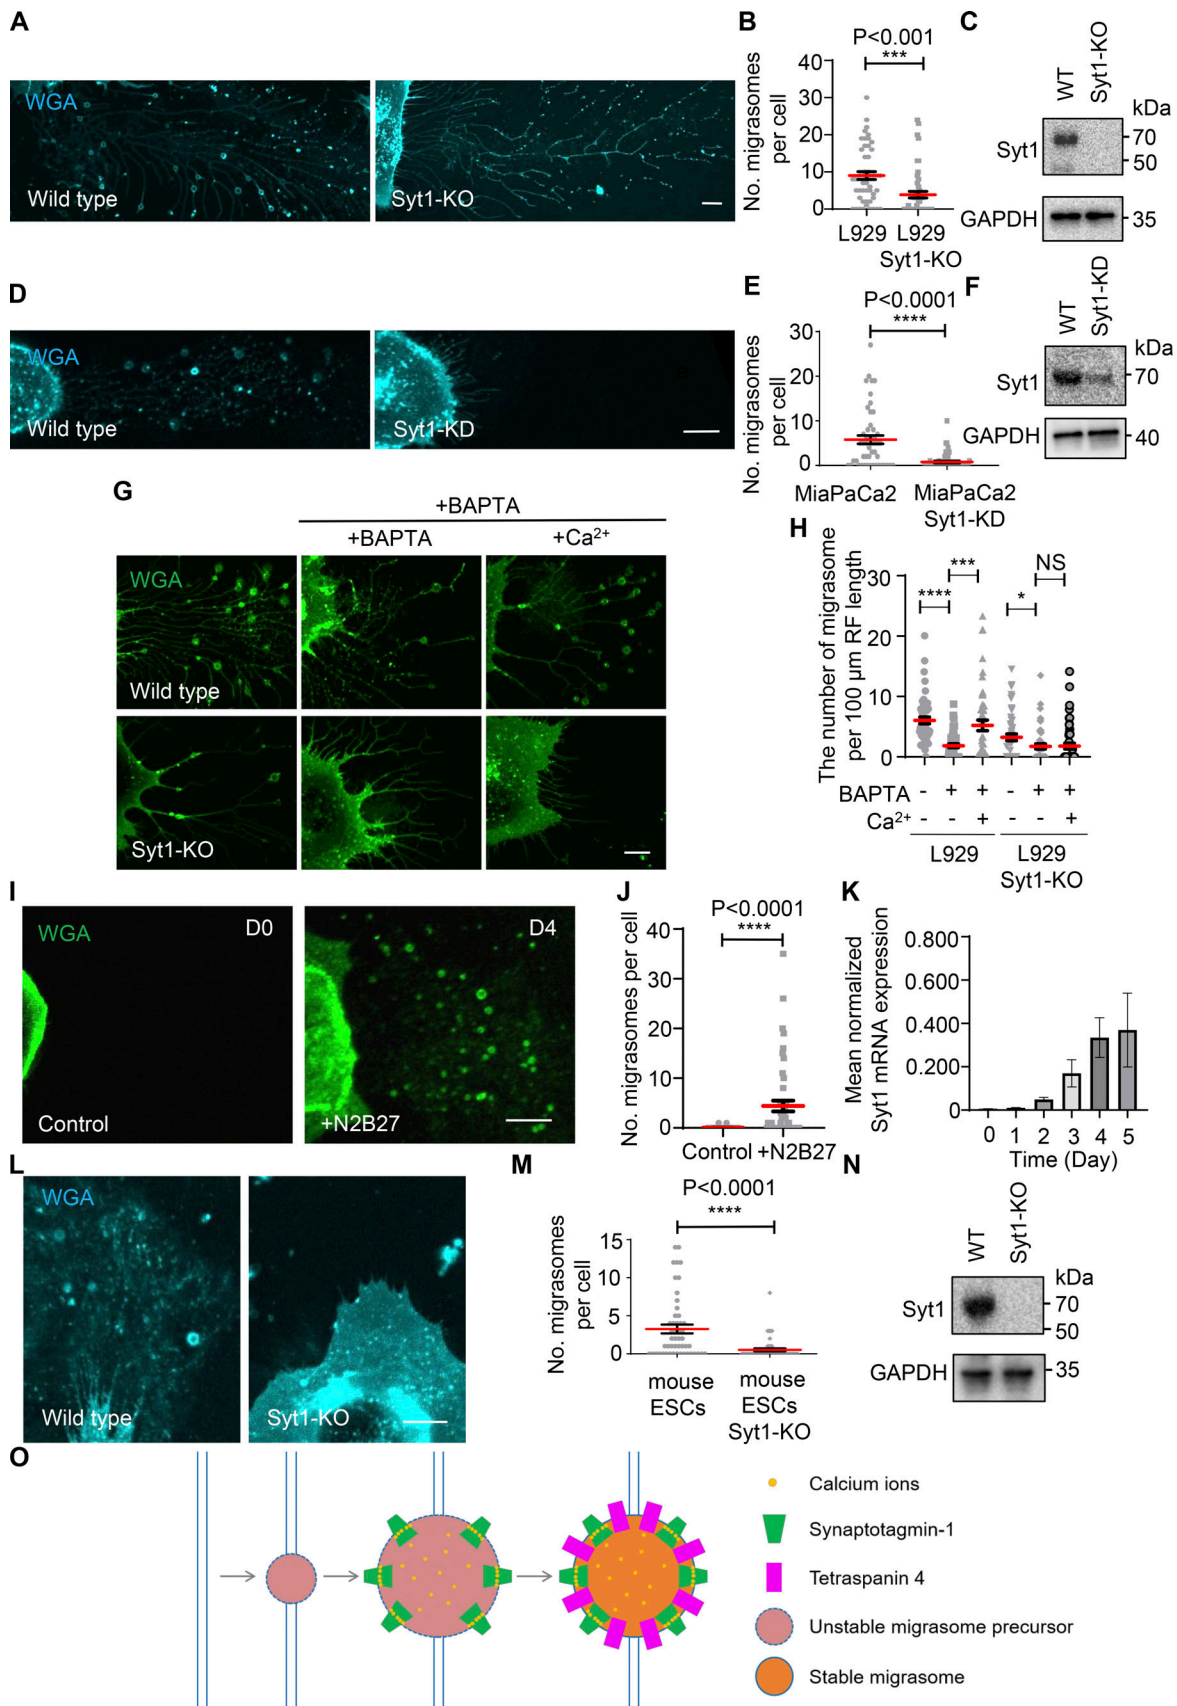 A
WGA
Wild type
Syt1-KO
B
P<0.001
***
No. migrasomes
per cell
40
30
20
10
0
L929
L929
Syt1-KO
C
WT
Syt1-KO
kDa
Syt1
70
50
GAPDH
35
D
WGA
Wild type
Syt1-KD
E
P<0.0001
****
No. migrasomes
per cell
30
20
10
0
MiaPaCa2
MiaPaCa2
Syt1-KD
F
WT
Syt1-KD
kDa
Syt1
70
GAPDH
40
G
+BAPTA
+BAPTA
+Ca²⁺
WGA
Wild type
Syt1-KO
H
The number of migrasome
per 100 µm RF length
30
20
10
0
****
***
*
NS
BAPTA - + + - + +
Ca²⁺ - - + - - +
L929
L929
Syt1-KO
I
WGA
D0
D4
Control
+N2B27
J
P<0.0001
****
No. migrasomes per cell
40
20
0
Control +N2B27
K
Mean normalized
Syt1 mRNA expression
0.800
0.600
0.400
0.200
0
0 1 2 3 4 5
Time (Day)
L
WGA
Wild type
Syt1-KO
M
P<0.0001
****
No. migrasomes
per cell
15
10
5
0
mouse
ESCs
mouse
ESCs
Syt1-KO
N
WT
Syt1-KO
kDa
Syt1
70
50
GAPDH
35
O
Calcium ions
Synaptotagmin-1
Tetraspanin 4
Unstable migrasome precursor
Stable migrasome